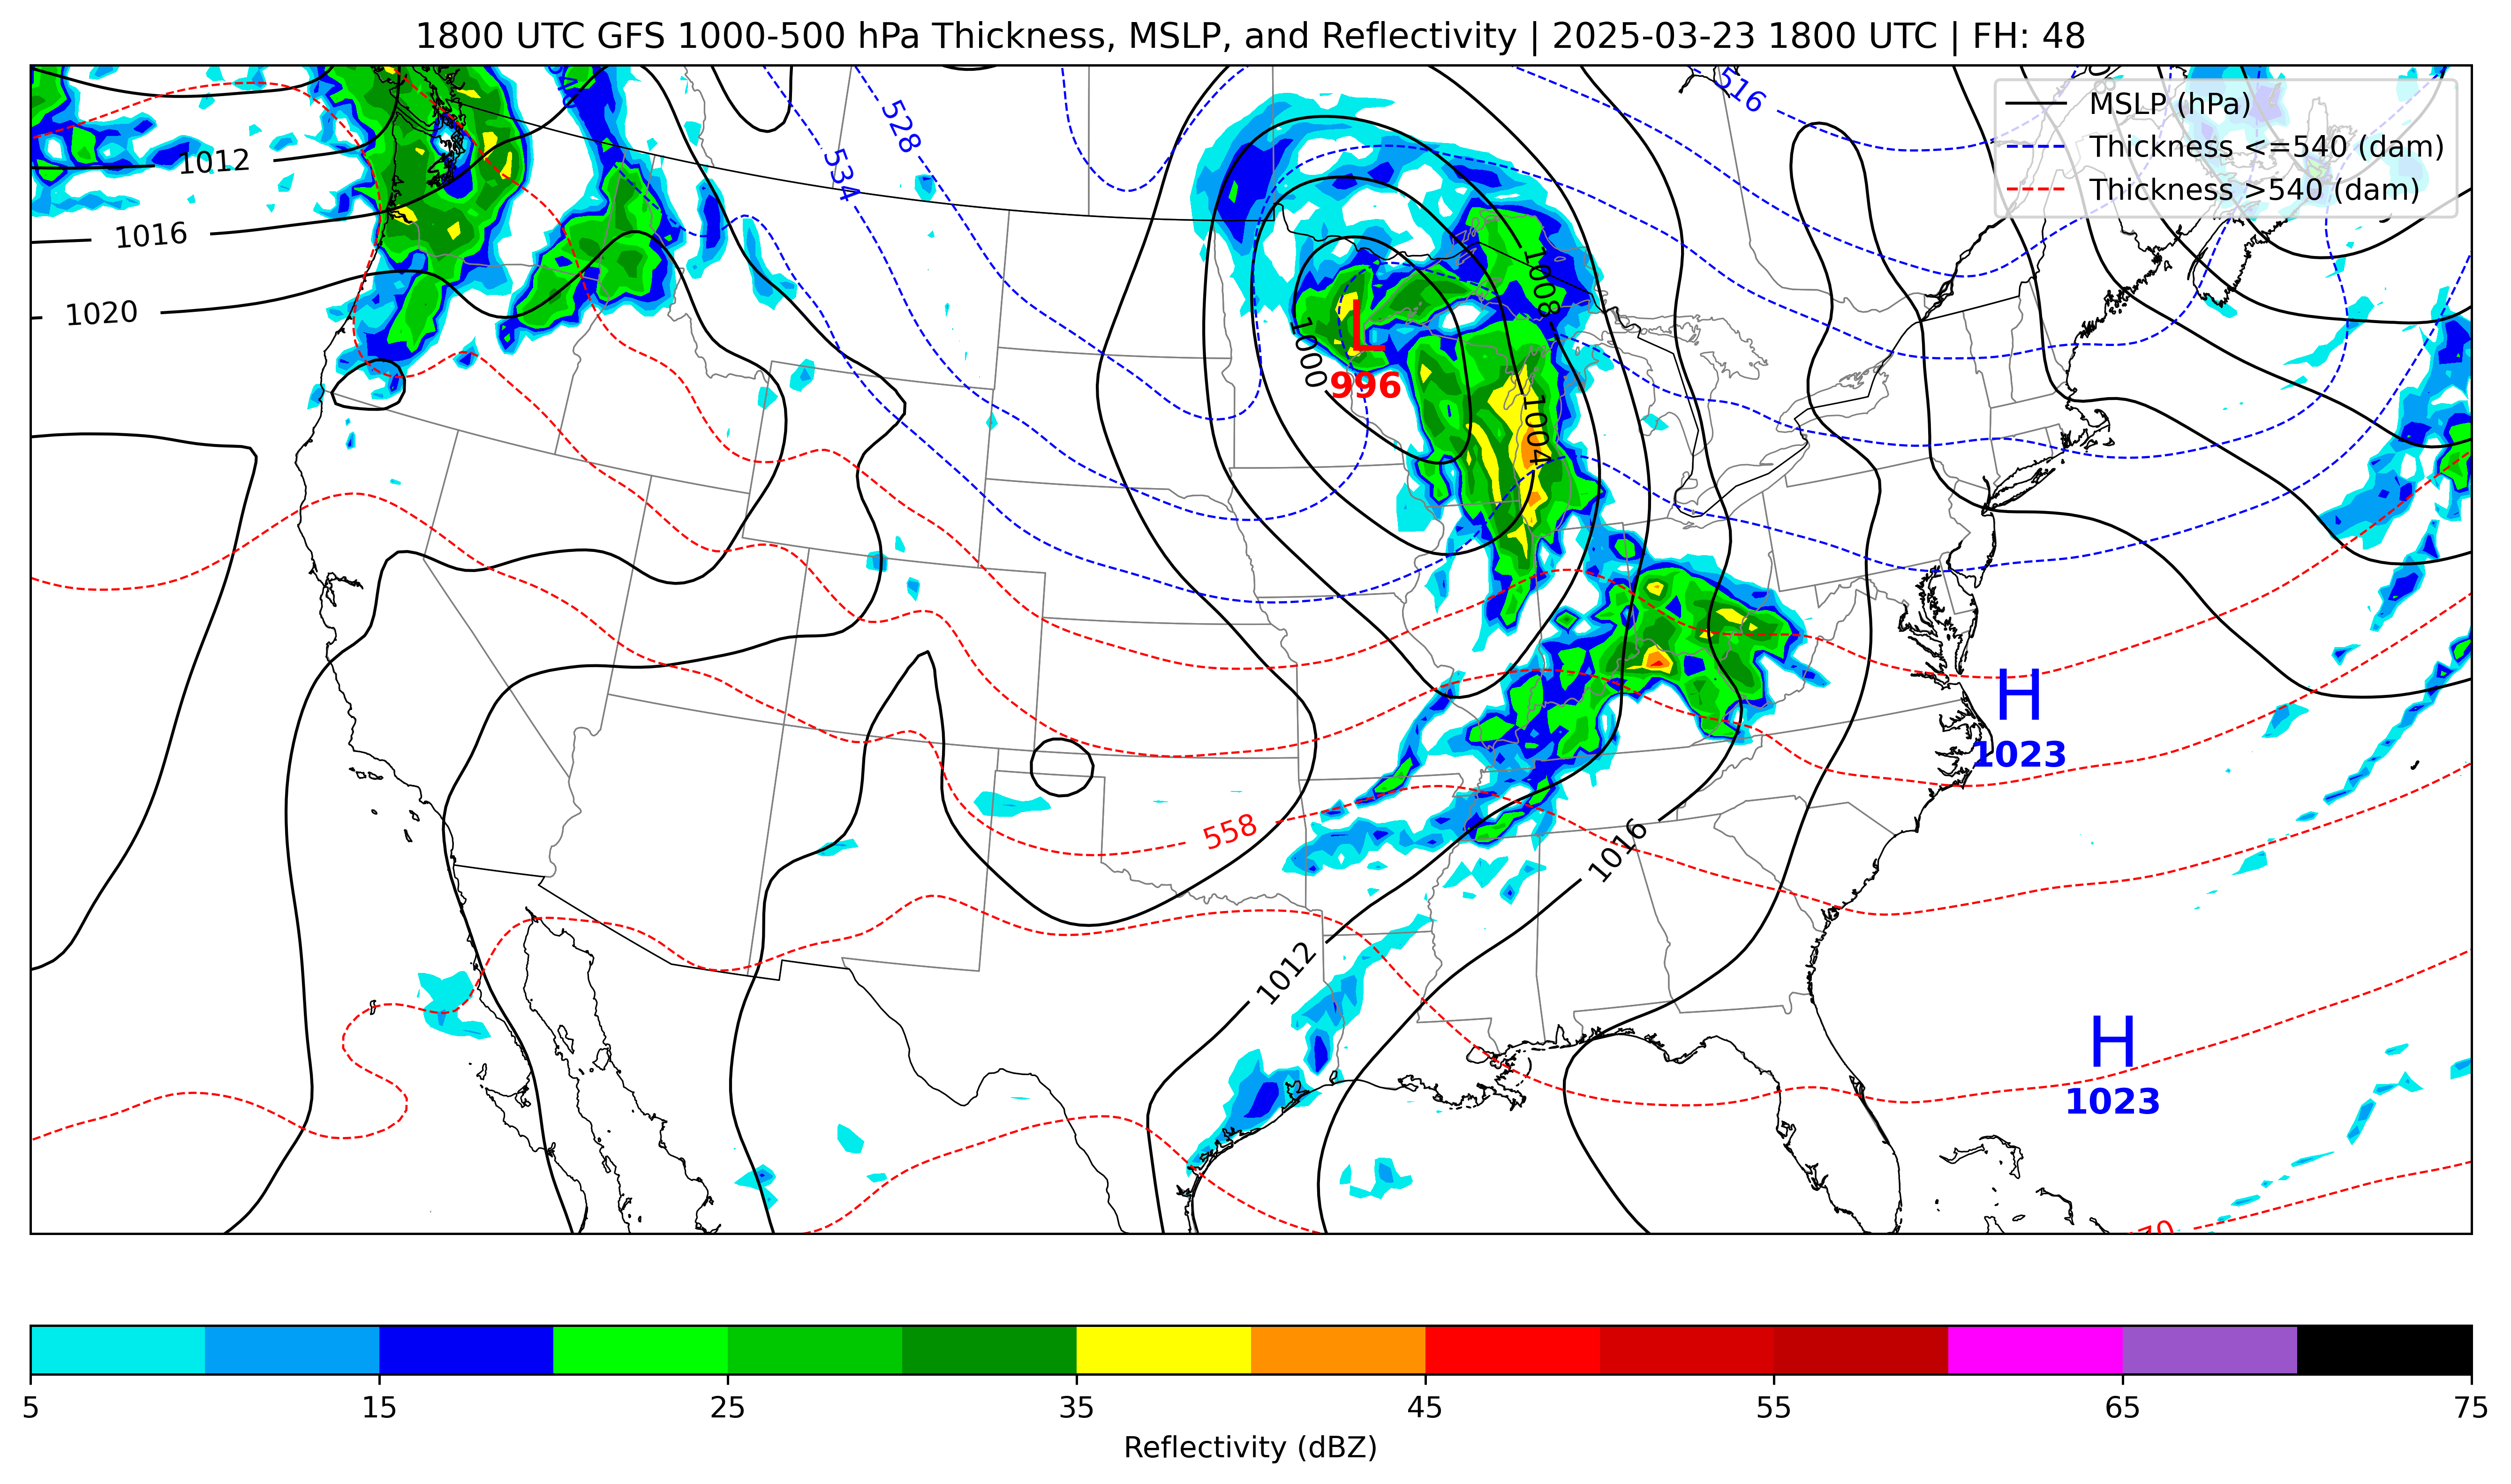 1800 UTC GFS 1000-500 hPa Thickness, MSLP, and Reflectivity | 2025-03-23 1800 UTC | FH: 48
MSLP (hPa)
Thickness <=540 (dam)
Thickness >540 (dam)
516
528
534
1012
1016
1020
1008
1000
L
996
1004
H
1023
558
1016
1012
H
1023
5 15 25 35 45 55 65 75
Reflectivity (dBZ)